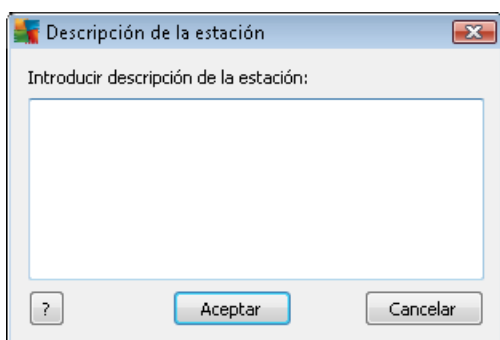 Descripción de la estación
Introducir descripción de la estación:
?
Aceptar
Cancelar